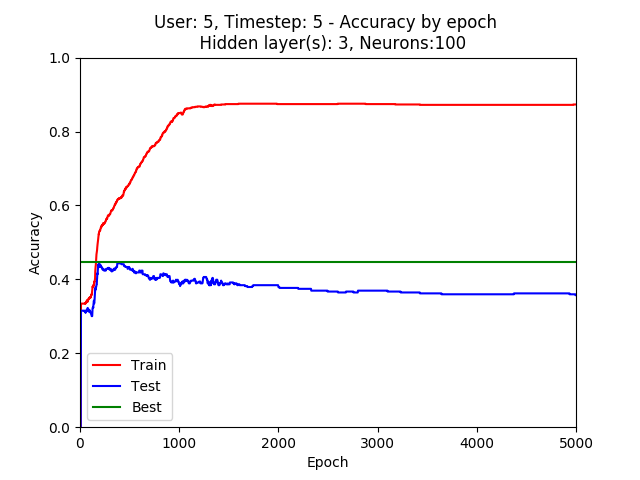 User: 5, Timestep: 5 - Accuracy by epoch
Hidden layer(s): 3, Neurons:100
1.0
0.8
0.6
0.4
0.2
0.0
Accuracy
Train
Test
Best
0 1000 2000 3000 4000 5000
Epoch